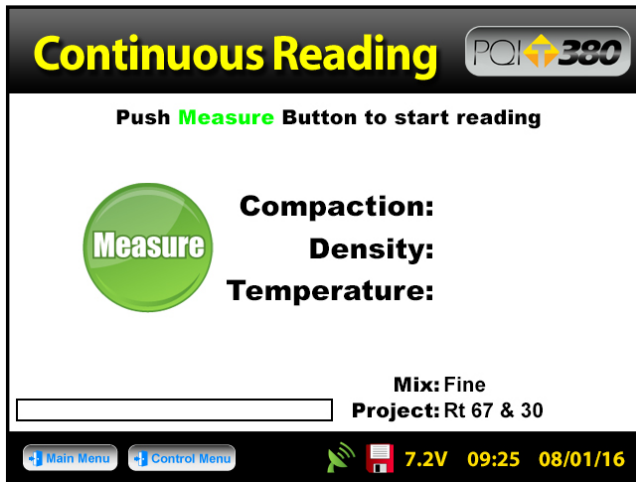 Continuous Reading PQI T 380
Push Measure Button to start reading
Measure
Compaction:
Density:
Temperature:
Mix: Fine
Project: Rt 67 & 30
Main Menu Control Menu 7.2V 09:25 08/01/16